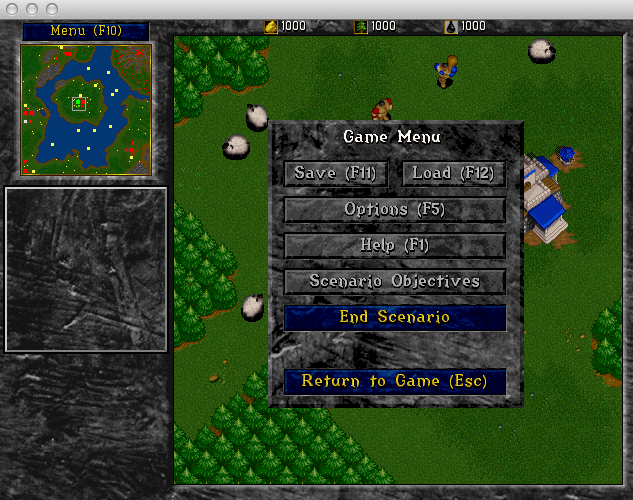 Menu (F10)
1000 1000 1000
Game Menu
Save (F11) Load (F12)
Options (F5)
Help (F1)
Scenario Objectives
End Scenario
Return to Game (Esc)